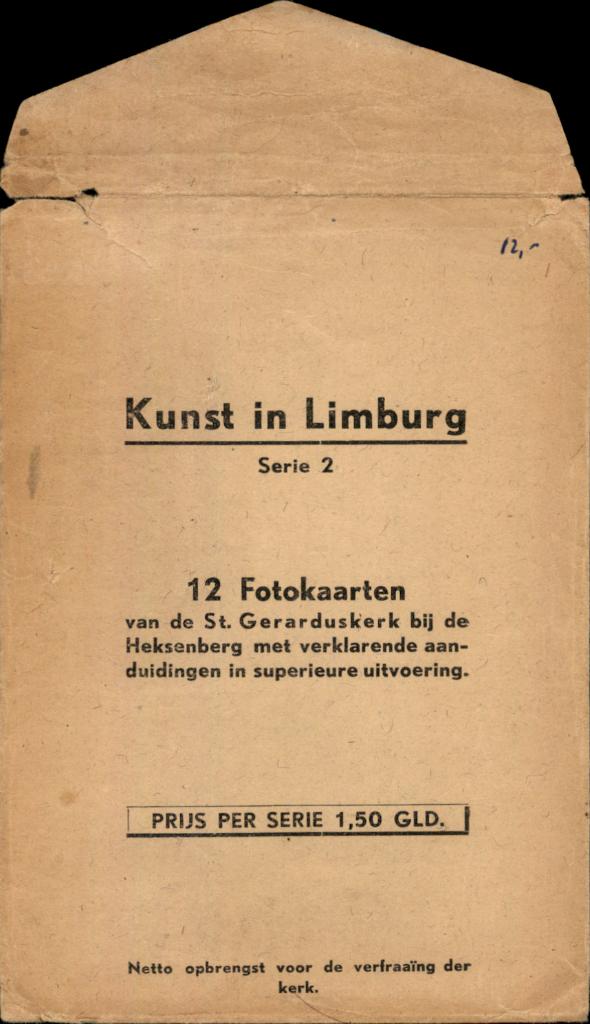 12,-
Kunst in Limburg
Serie 2
12 Fotokaarten
van de St. Gerarduskerk bij de
Heksenberg met verklarende aan-
duidingen in superieure uitvoering.
PRIJS PER SERIE 1,50 GLD.
Netto opbrengst voor de verfraaïng der
kerk.